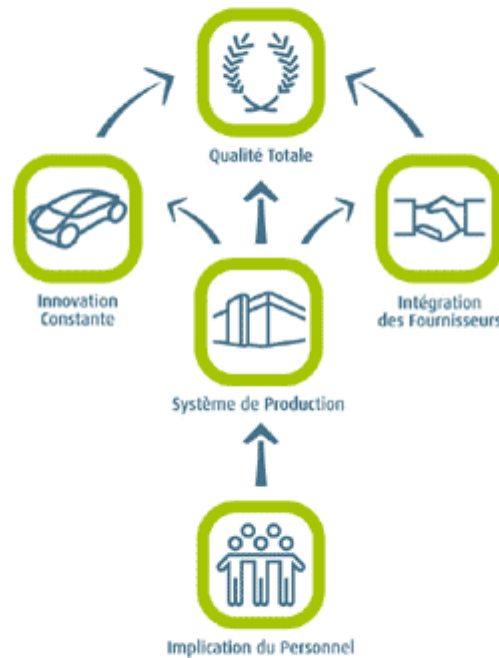 Qualité Totale
Innovation
Constante
Intégration
des Fournisseurs
Système de Production
Implication du Personnel